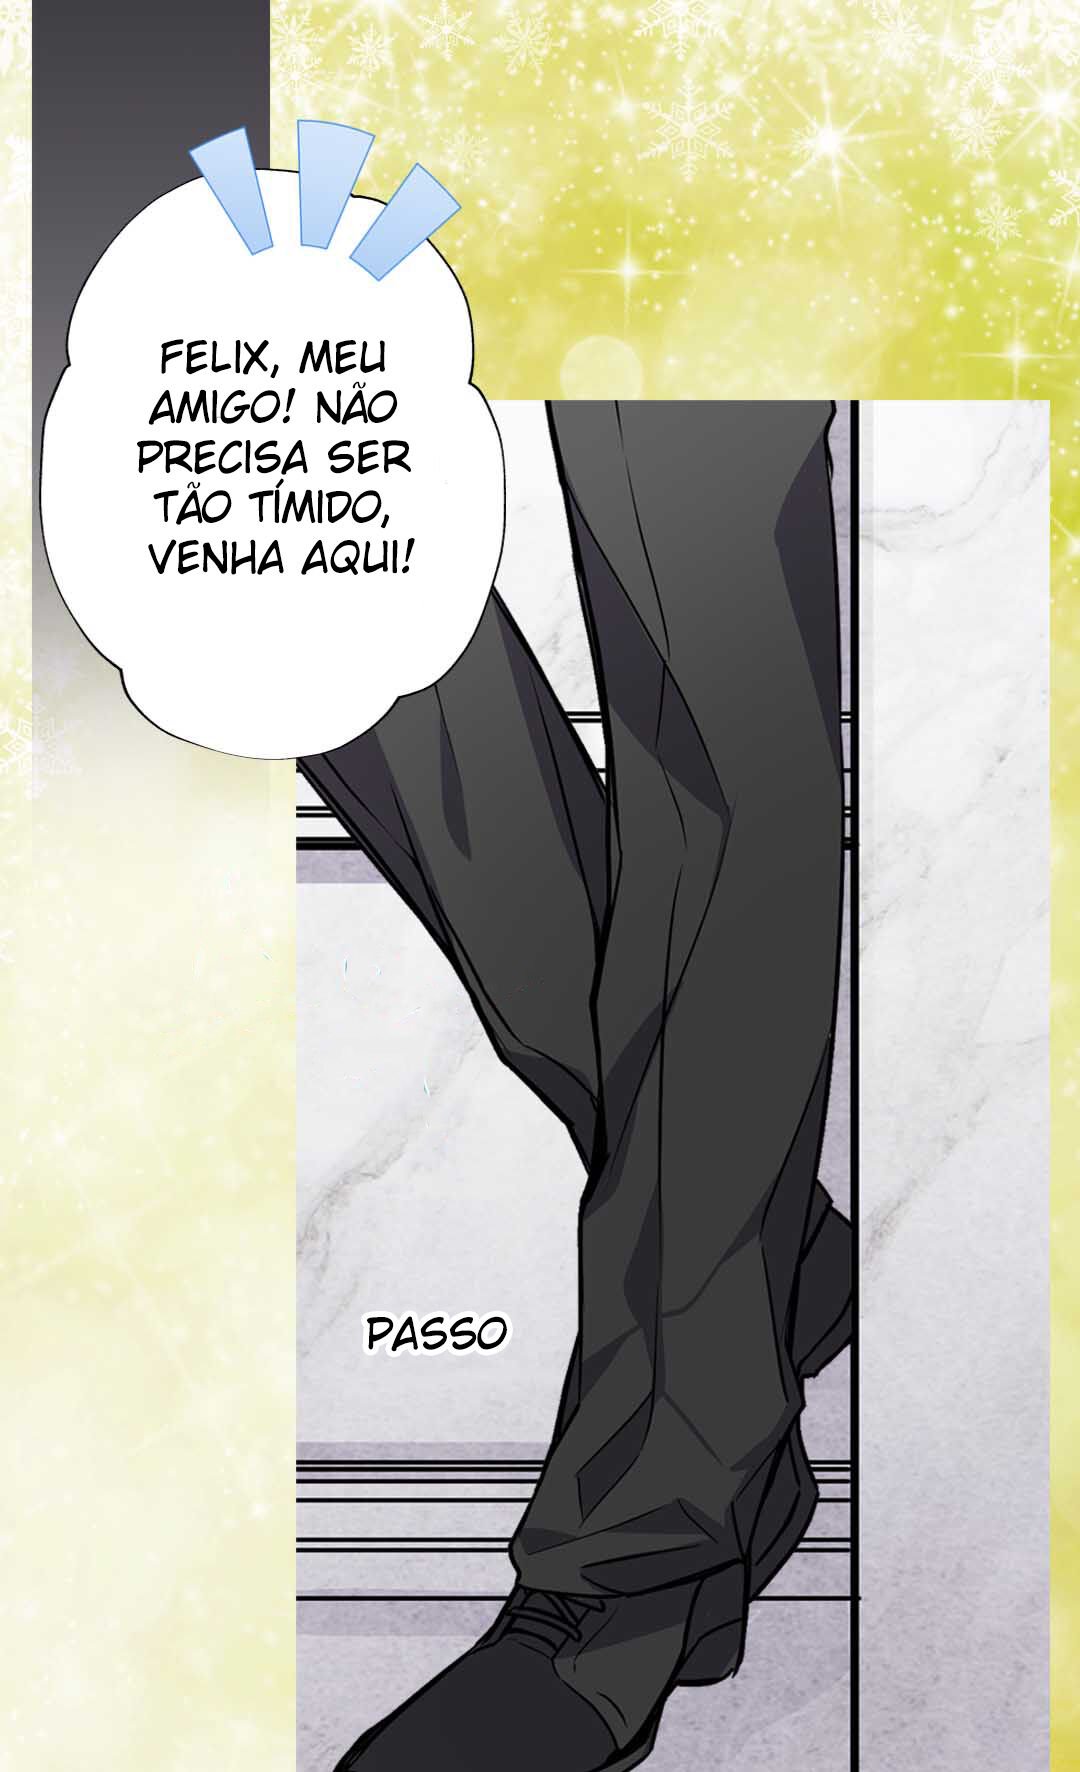 FELIX, MEU
AMIGO! NÃO
PRECISA SER
TÃO TÍMIDO,
VENHA AQUI!
PASSO